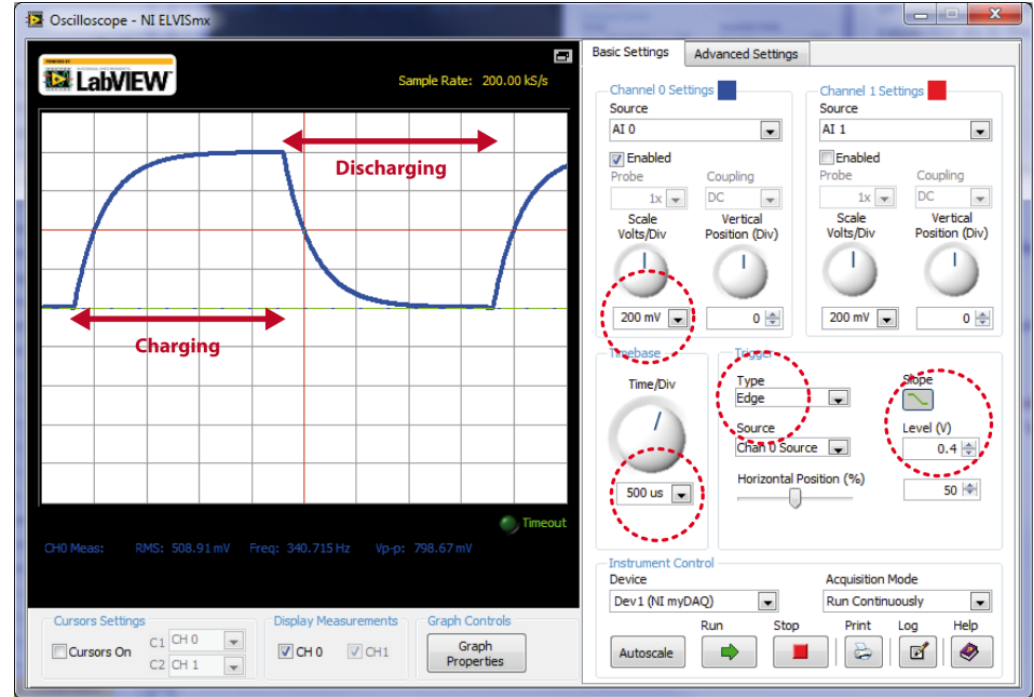 Oscilloscope - NI ELVISmx
POWERED BY
LabVIEW
Sample Rate: 200.00 kS/s
Discharging
Charging
Timeout
CH0 Meas: RMS: 508.91 mV Freq: 340.715 Hz Vp-p: 798.67 mV
Cursors Settings
Cursors On
C1 CH 0
C2 CH 1
Display Measurements
CH 0 CH1
Graph Controls
Graph
Properties
Basic Settings Advanced Settings
Channel 0 Settings
Source
AI 0
Enabled
Probe Coupling
1x DC
Scale Vertical
Volts/Div Position (Div)
200 mV 0
Channel 1 Settings
Source
AI 1
Enabled
Probe Coupling
1x DC
Scale Vertical
Volts/Div Position (Div)
200 mV 0
Timebase
Time/Div
500 us
Trigger
Type
Edge
Slope
Source
Chan 0 Source
Level (V)
0.4
Horizontal Position (%)
50
Instrument Control
Device Acquisition Mode
Dev1 (NI myDAQ) Run Continuously
Run Stop Print Log Help
Autoscale